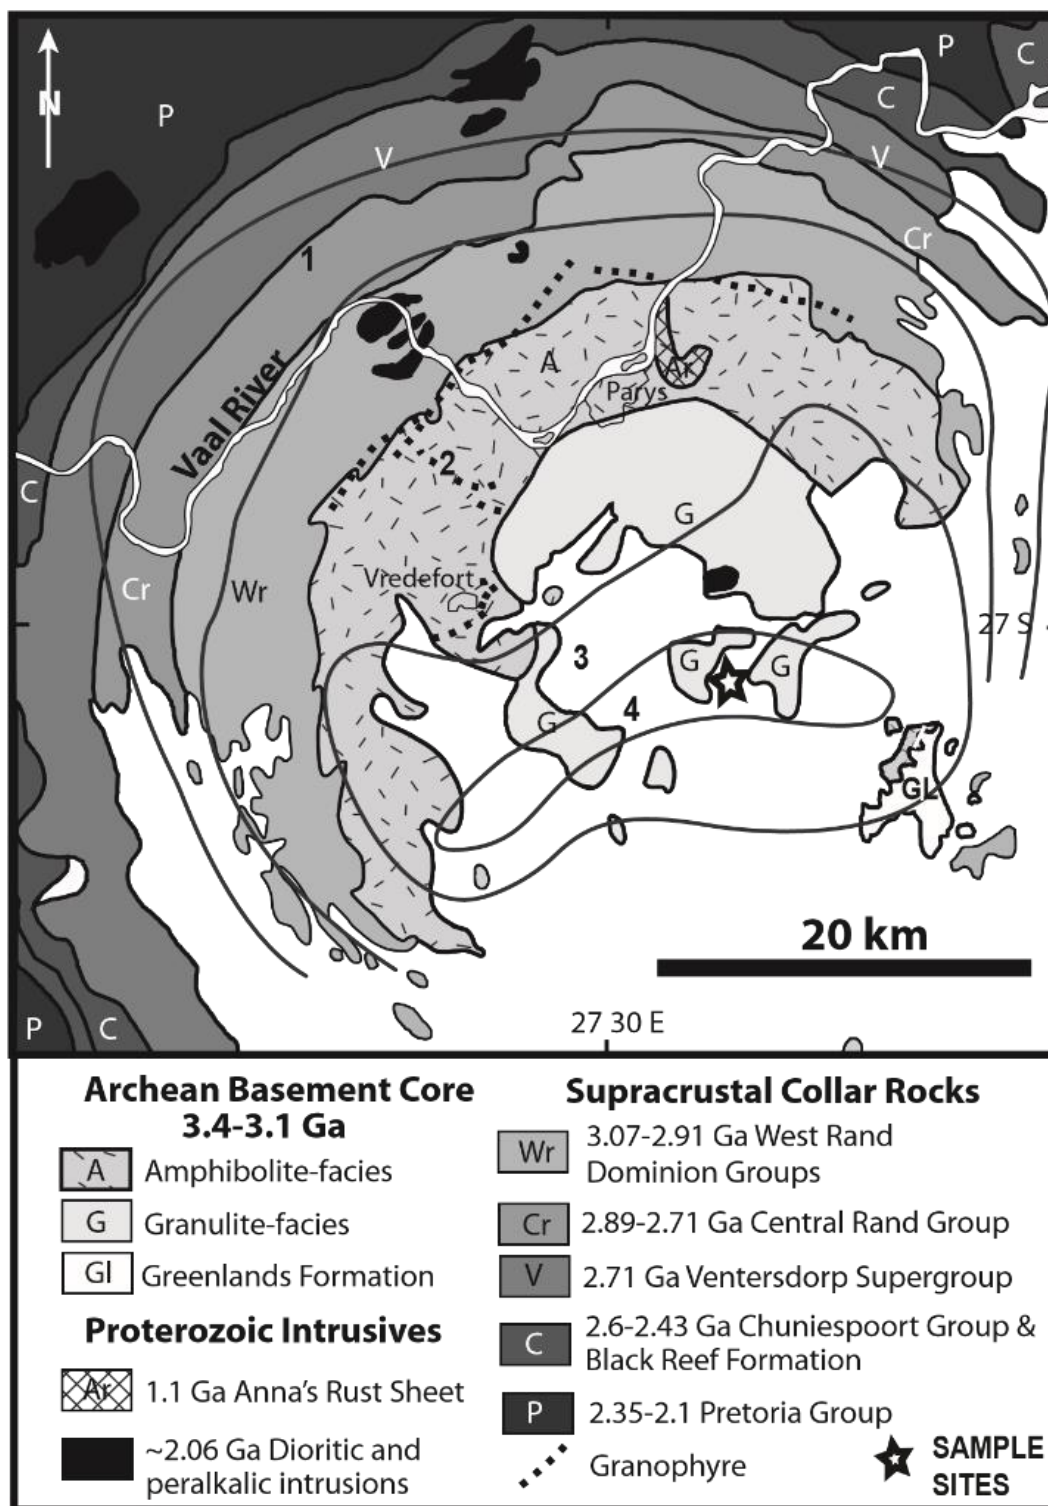 N
P
C
P
C
V
V
Cr
1
A
Ar
Parys
Vaal River
2
C
G
Cr
Wr
Vredefort
27 S
3
G
G
4
G
GL
20 km
P
C
27 30 E
Archean Basement Core
3.4-3.1 Ga
A Amphibolite-facies
G Granulite-facies
Gl Greenlands Formation
Proterozoic Intrusives
Ar 1.1 Ga Anna's Rust Sheet
~2.06 Ga Dioritic and
peralkalic intrusions
Supracrustal Collar Rocks
Wr 3.07-2.91 Ga West Rand
Dominion Groups
Cr 2.89-2.71 Ga Central Rand Group
V 2.71 Ga Ventersdorp Supergroup
C 2.6-2.43 Ga Chuniespoort Group &
Black Reef Formation
P 2.35-2.1 Pretoria Group
Granophyre
SAMPLE
SITES